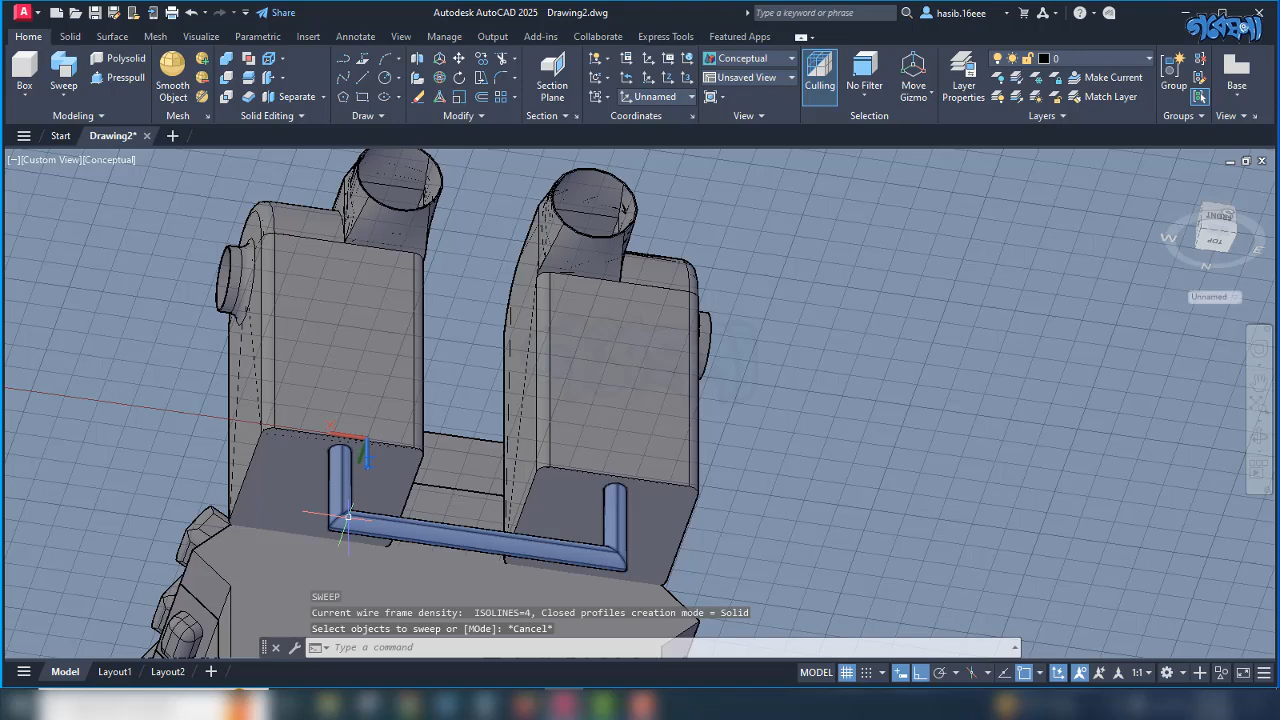 A Share Autodesk AutoCAD 2025 Drawing2.dwg Type a keyword or phrase hasib.16eee গবেষণা
Home Solid Surface Mesh Visualize Parametric Insert Annotate View Manage Output Add-ins Collaborate Express Tools Featured Apps
Box Sweep Polysolid Presspull Smooth Object Separate Section Plane Unnamed Conceptual Unsaved View Culling No Filter Move Gizmo Layer Properties 0 Make Current Match Layer Group Base
Modeling Mesh Solid Editing Draw Modify Section Coordinates View Selection Layers Groups View
Start Drawing2*
[−][Custom View][Conceptual]
FRONT
W E
TOP
N
Unnamed
SWEEP
Current wire frame density: ISOLINES=4, Closed profiles creation mode = Solid
Select objects to sweep or [MOde]: *Cancel*
Type a command
Model Layout1 Layout2 MODEL 1:1